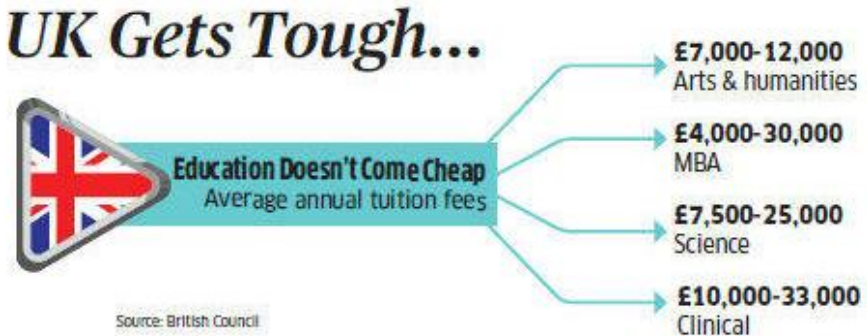 UK Gets Tough...
Education Doesn't Come Cheap
Average annual tuition fees
£7,000-12,000
Arts & humanities
£4,000-30,000
MBA
£7,500-25,000
Science
£10,000-33,000
Clinical
Source: British Council